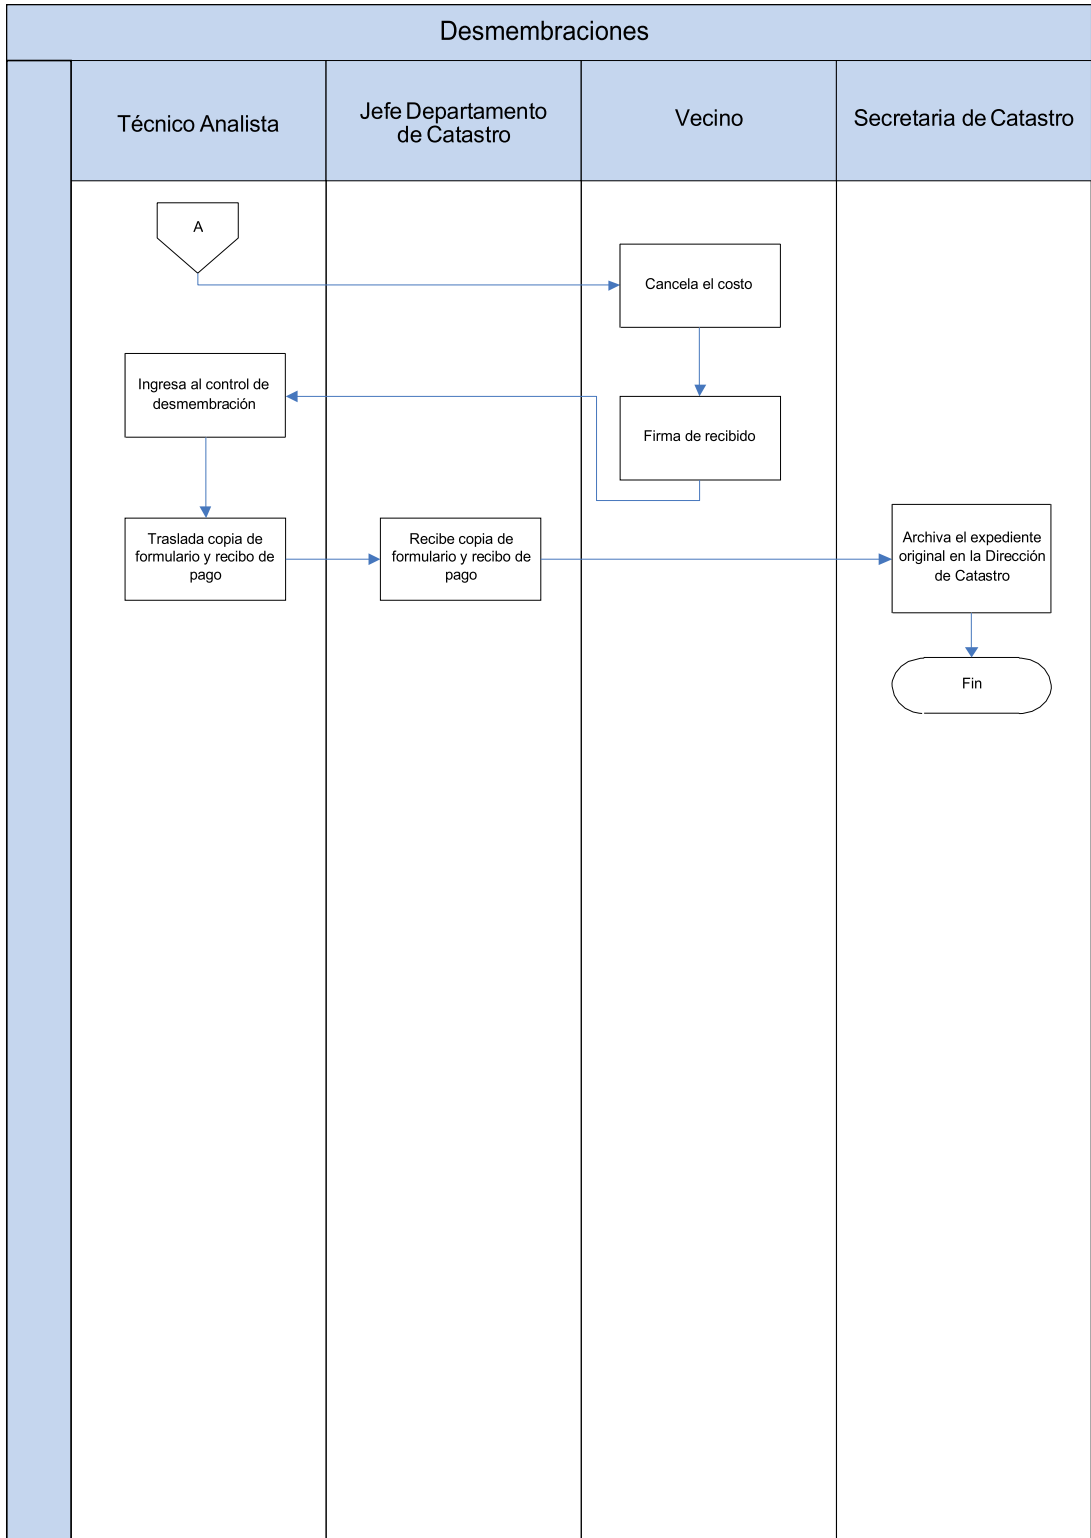 Desmembraciones
Técnico Analista
Jefe Departamento
de Catastro
Vecino
Secretaria de Catastro
A
Cancela el costo
Ingresa al control de
desmembración
Firma de recibido
Traslada copia de
formulario y recibo de
pago
Recibe copia de
formulario y recibo de
pago
Archiva el expediente
original en la Dirección
de Catastro
Fin